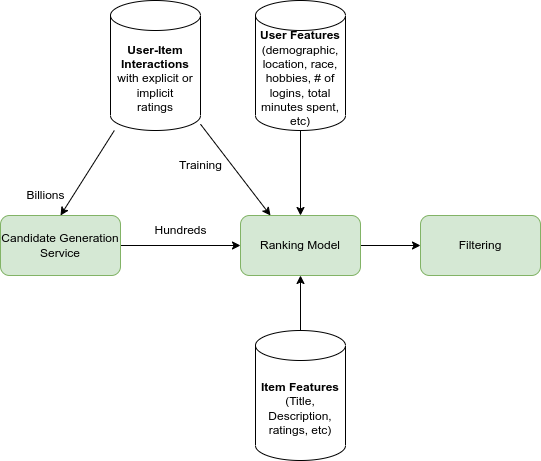 User-Item
Interactions
with explicit or
implicit
ratings
User Features
(demographic,
location, race,
hobbies, # of
logins, total
minutes spent,
etc)
Training
Billions
Candidate Generation
Service
Hundreds
Ranking Model
Filtering
Item Features
(Title,
Description,
ratings, etc)